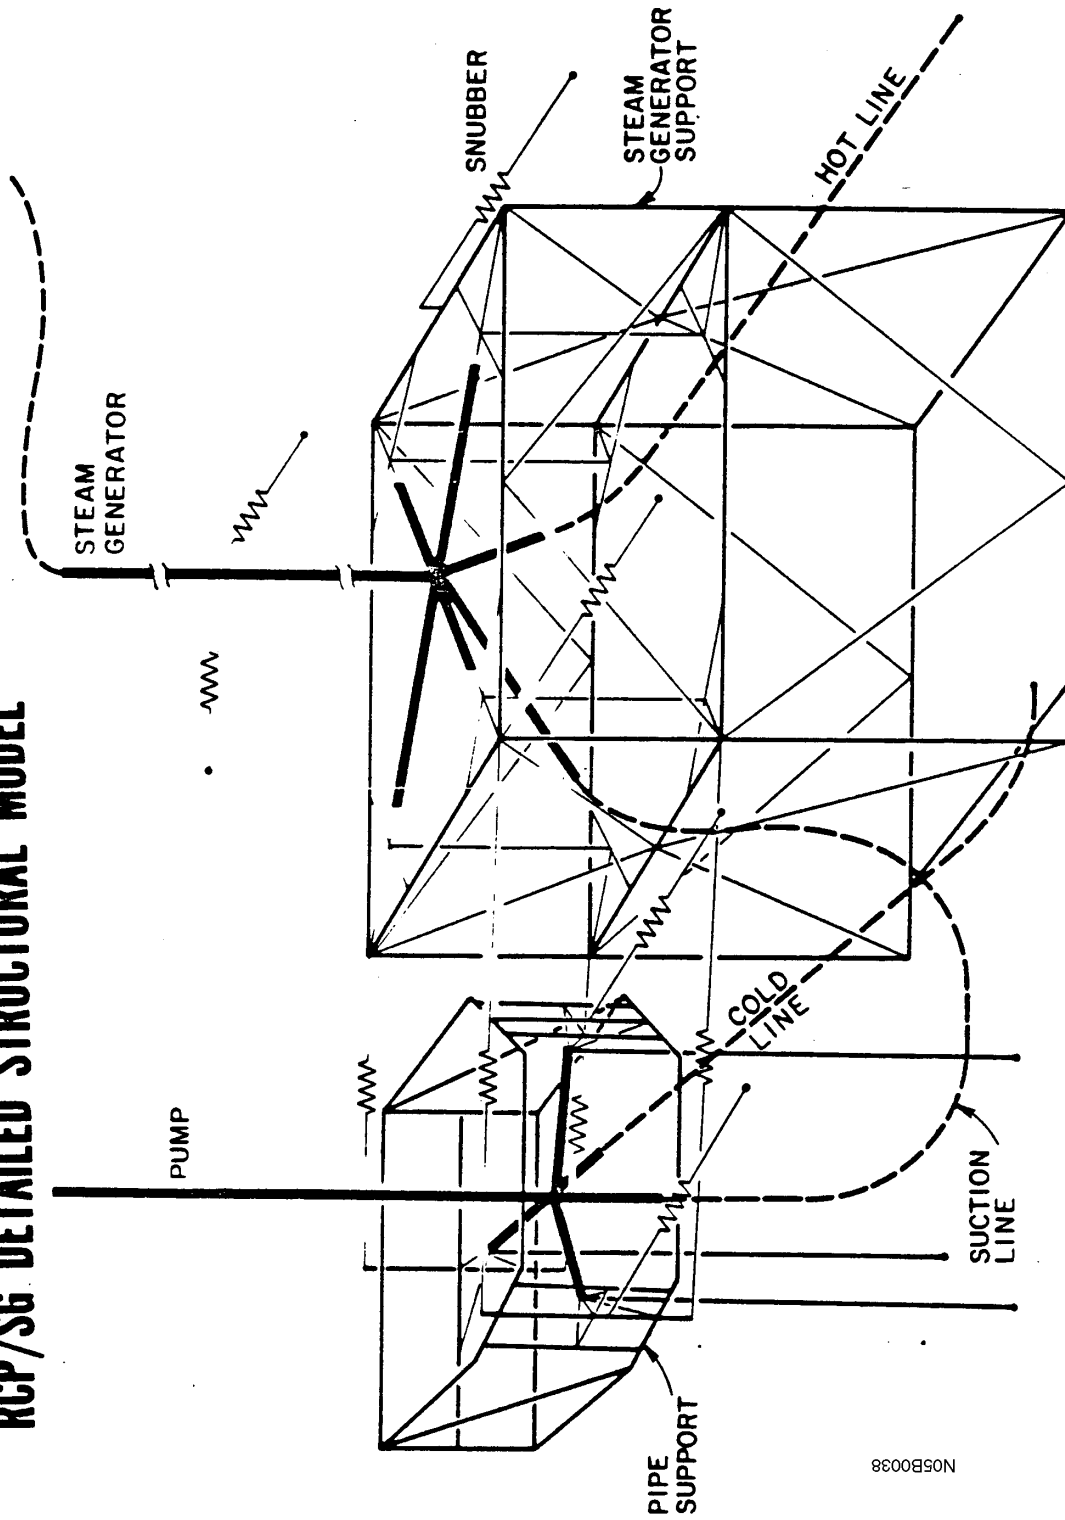 RCP/SG DETAILED STRUCTURAL MODEL
STEAM
GENERATOR
SNUBBER
STEAM
GENERATOR
SUPPORT
HOT LINE
PUMP
COLD
LINE
SUCTION
LINE
PIPE
SUPPORT
N05B0038